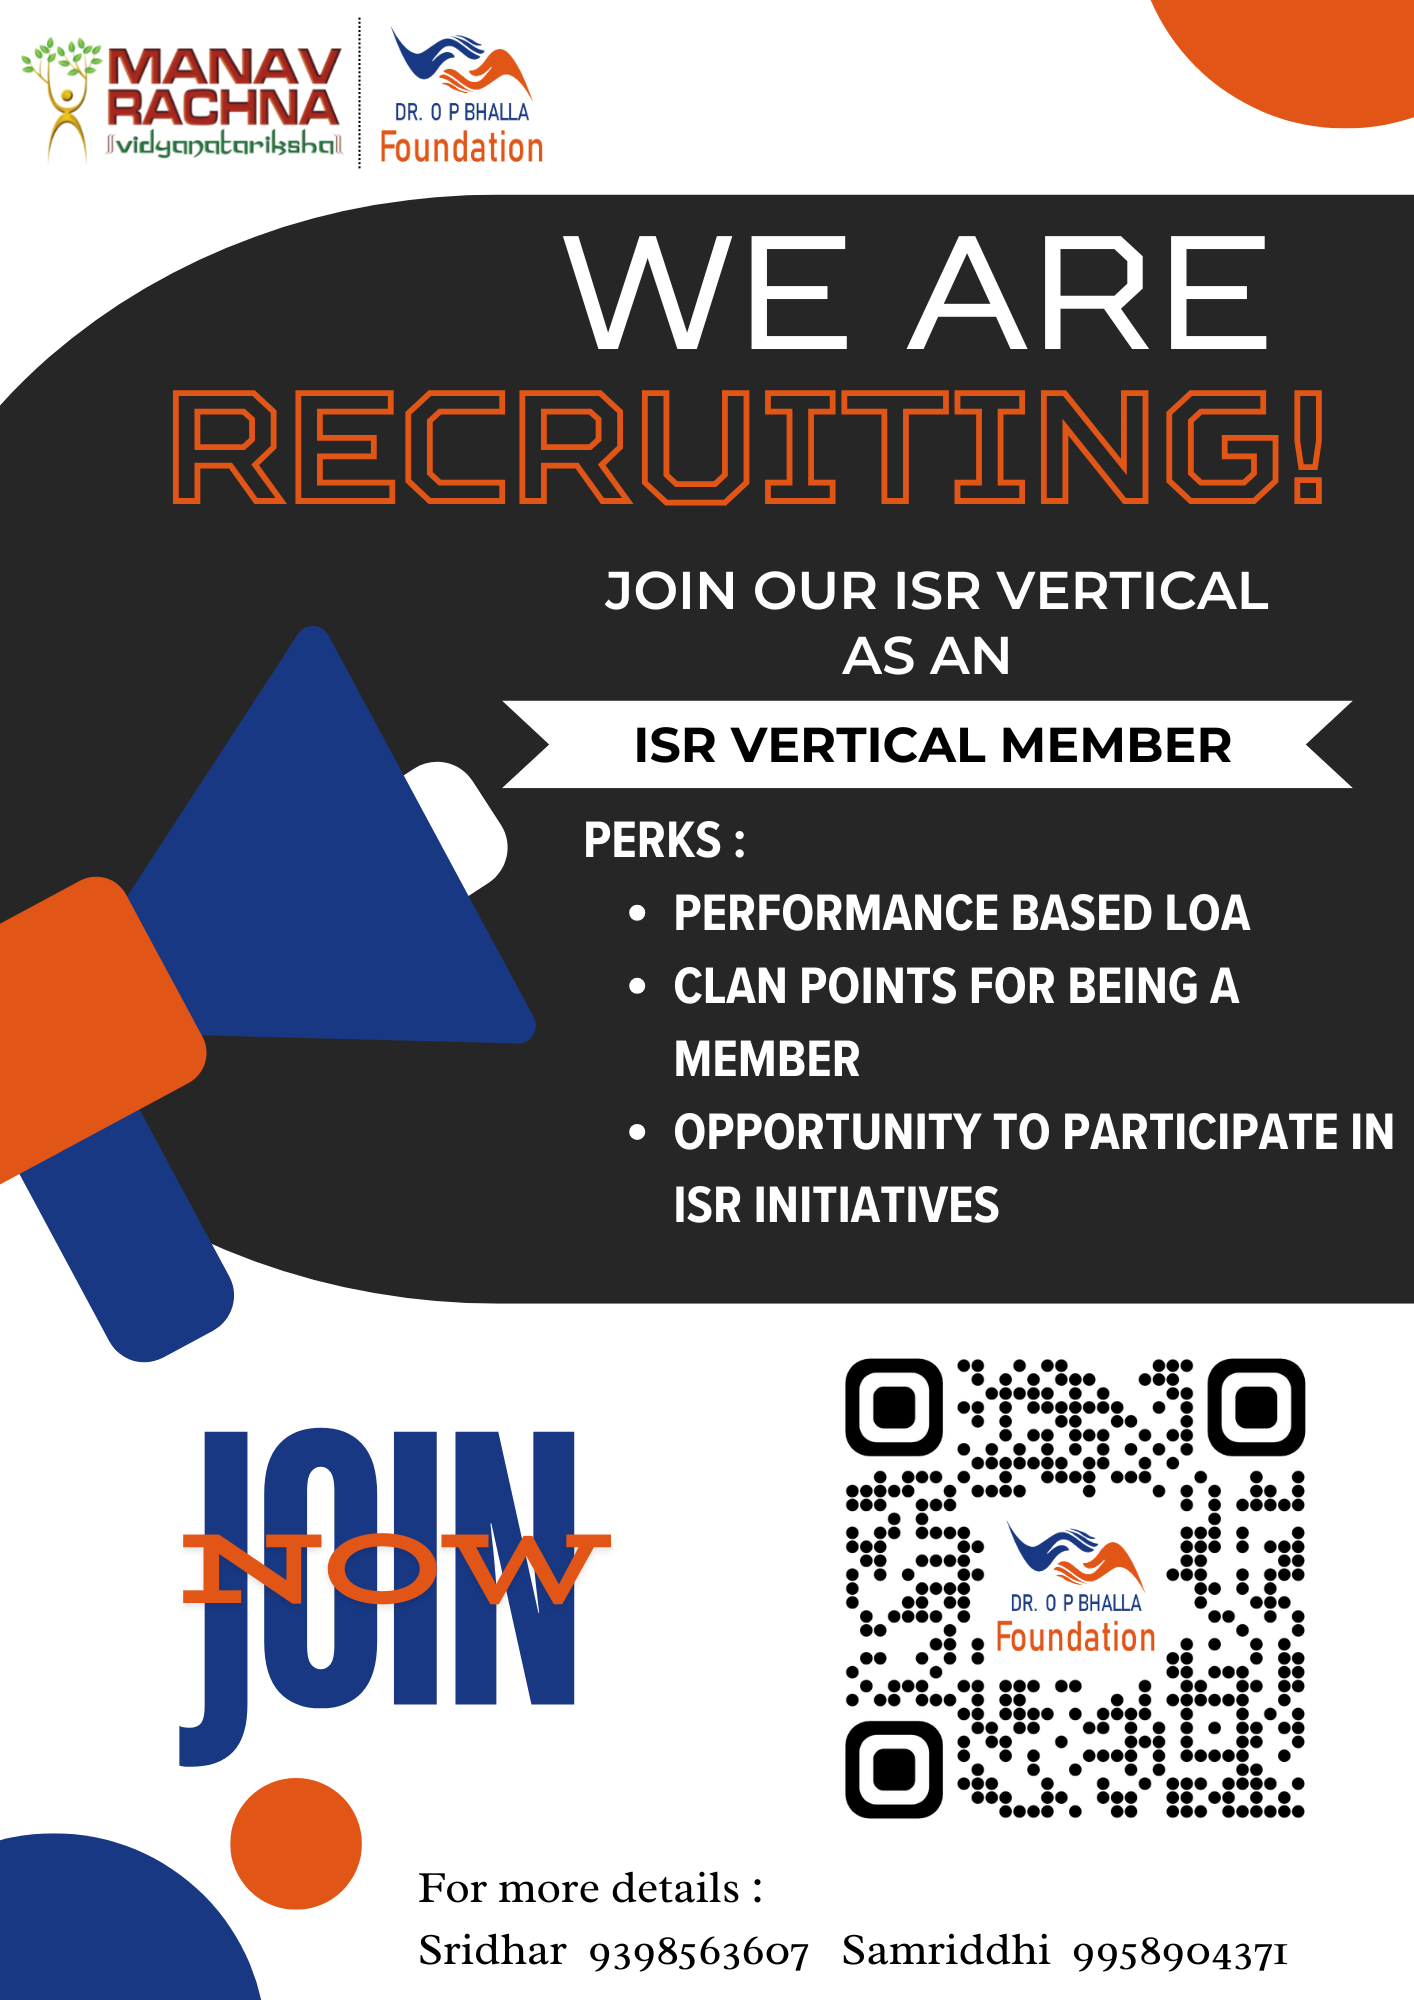 MANAV
RACHNA
vidyanatariksha
DR. O P BHALLA
Foundation
WE ARE
RECRUITING!
JOIN OUR ISR VERTICAL
AS AN
ISR VERTICAL MEMBER
PERKS :
• PERFORMANCE BASED LOA
• CLAN POINTS FOR BEING A
MEMBER
• OPPORTUNITY TO PARTICIPATE IN
ISR INITIATIVES
JOIN
NOW
DR. O P BHALLA
Foundation
For more details :
Sridhar 9398563607 Samriddhi 9958904371